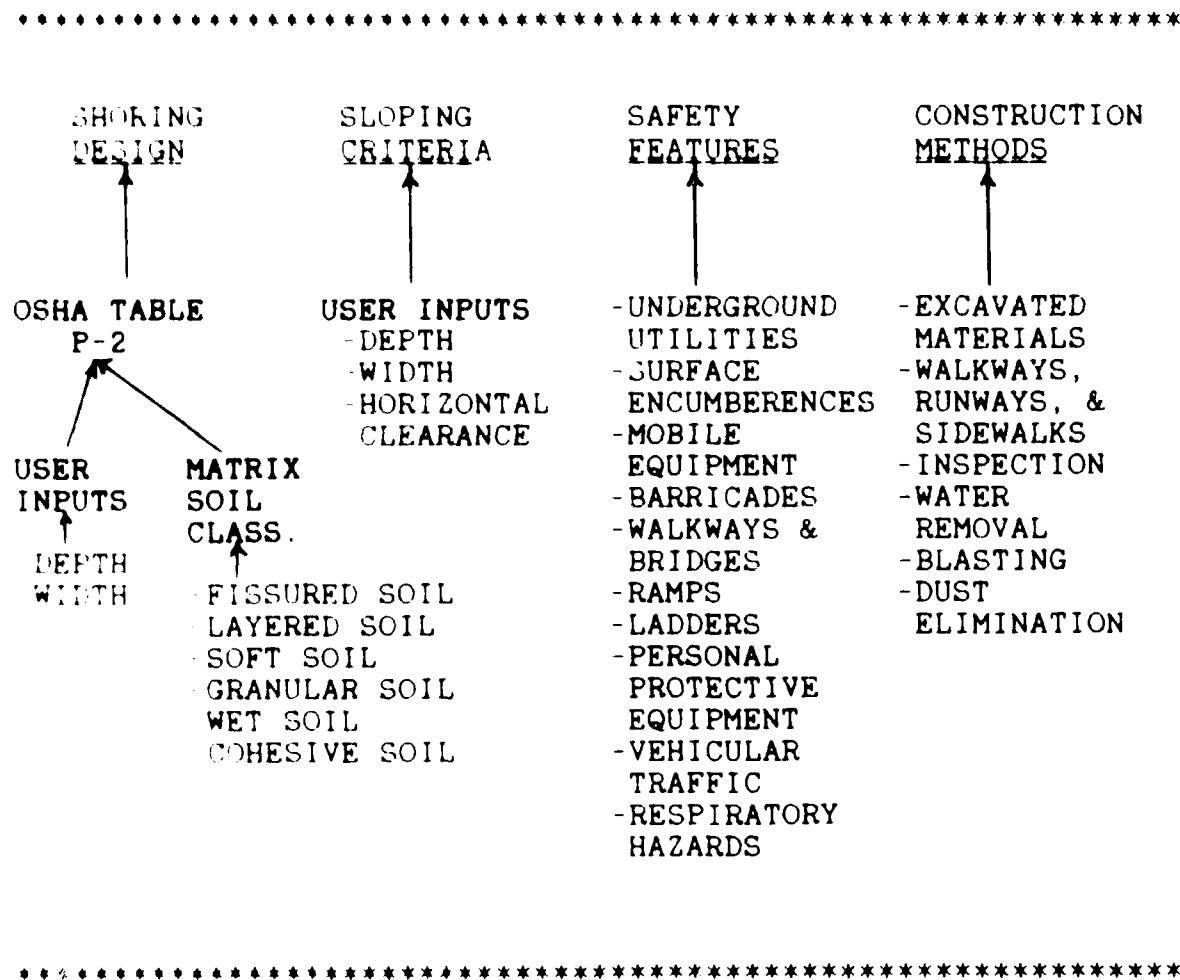 SHORING
DESIGN
SLOPING
CRITERIA
SAFETY
FEATURES
CONSTRUCTION
METHODS
OSHA TABLE
P-2
USER
INPUTS
DEPTH
WIDTH
MATRIX
SOIL
CLASS.
-FISSURED SOIL
-LAYERED SOIL
-SOFT SOIL
-GRANULAR SOIL
WET SOIL
COHESIVE SOIL
USER INPUTS
-DEPTH
-WIDTH
-HORIZONTAL
CLEARANCE
-UNDERGROUND
UTILITIES
-SURFACE
ENCUMBERENCES
-MOBILE
EQUIPMENT
-BARRICADES
-WALKWAYS &
BRIDGES
-RAMPS
-LADDERS
-PERSONAL
PROTECTIVE
EQUIPMENT
-VEHICULAR
TRAFFIC
-RESPIRATORY
HAZARDS
-EXCAVATED
MATERIALS
-WALKWAYS,
RUNWAYS, &
SIDEWALKS
-INSPECTION
-WATER
REMOVAL
-BLASTING
-DUST
ELIMINATION